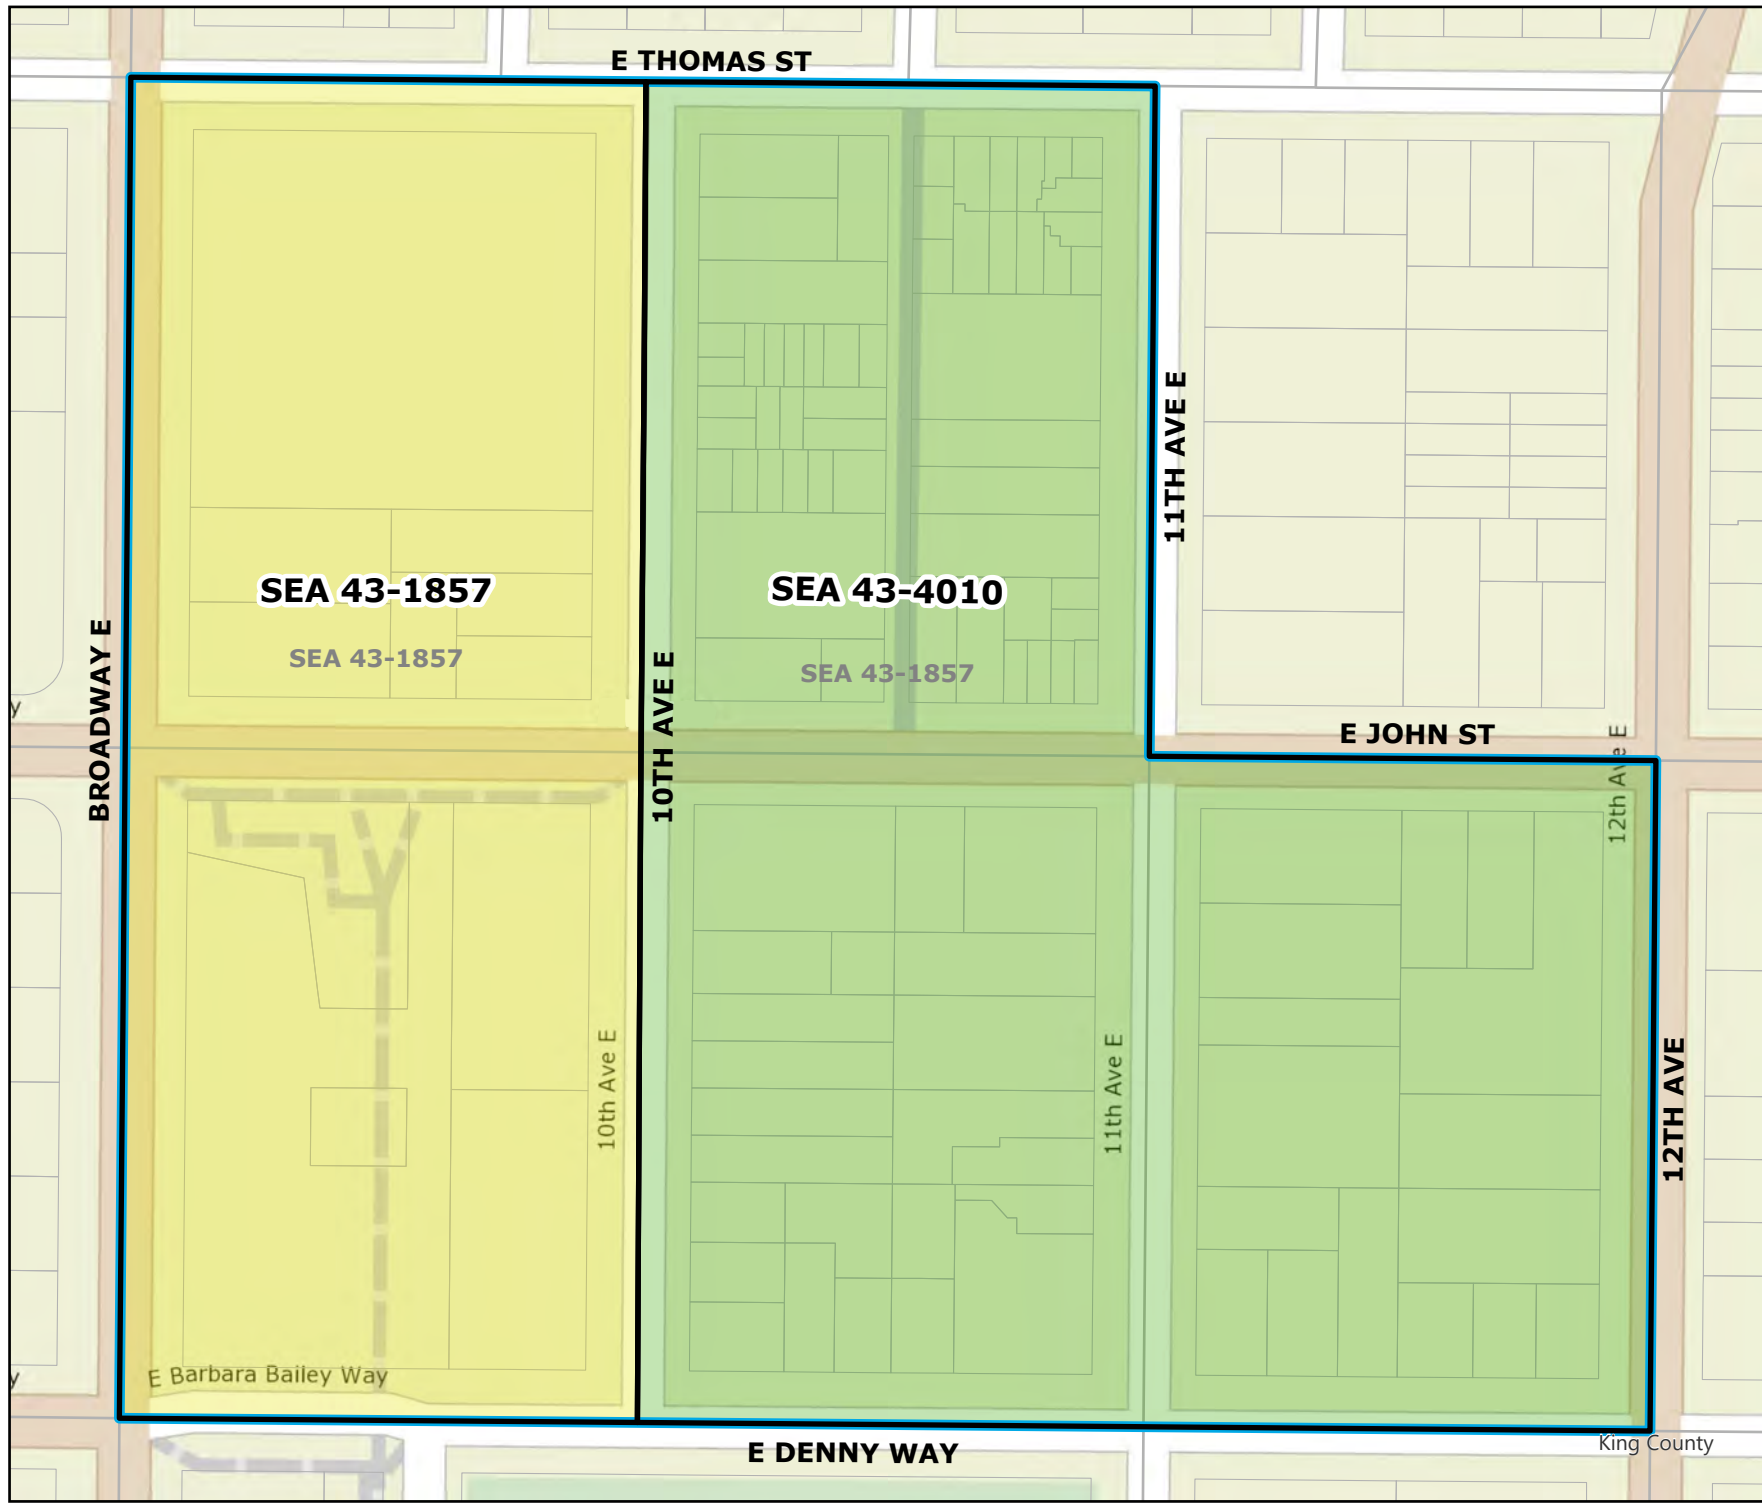 E THOMAS ST
11TH AVE E
SEA 43-1857
SEA 43-4010
SEA 43-1857
SEA 43-1857
BROADWAY E
10TH AVE E
y
E JOHN ST
12th Ave E
10th Ave E
11th Ave E
12TH AVE
E Barbara Bailey Way
y
E DENNY WAY
King County